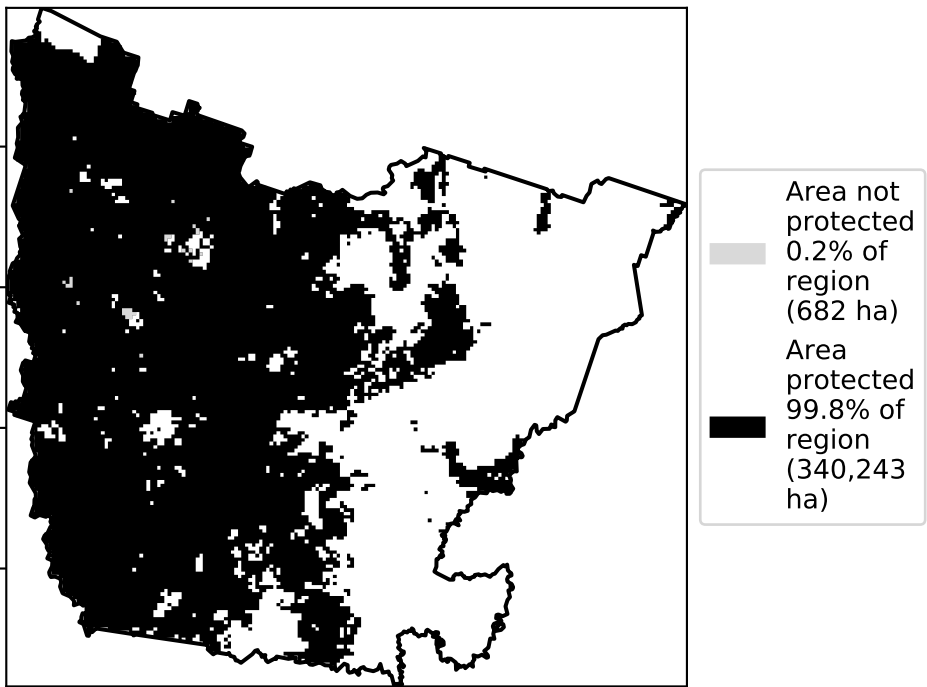 Area not
protected
0.2% of
region
(682 ha)
Area
protected
99.8% of
region
(340,243
ha)